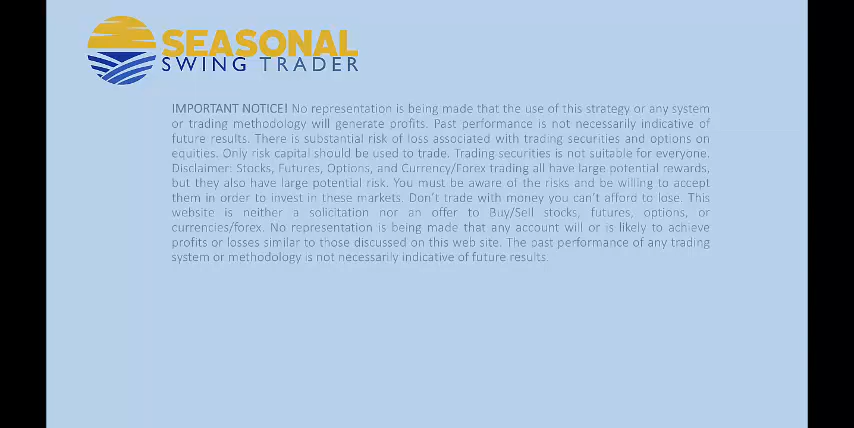 SEASONAL
SWING TRADER
IMPORTANT NOTICE! No representation is being made that the use of this strategy or any system
or trading methodology will generate profits. Past performance is not necessarily indicative of
future results. There is substantial risk of loss associated with trading securities and options on
equities. Only risk capital should be used to trade. Trading securities is not suitable for everyone.
Disclaimer: Stocks, Futures, Options, and Currency/Forex trading all have large potential rewards,
but they also have large potential risk. You must be aware of the risks and be willing to accept
them in order to invest in these markets. Don't trade with money you can't afford to lose. This
website is neither a solicitation nor an offer to Buy/Sell stocks, futures, options, or
currencies/forex. No representation is being made that any account will or is likely to achieve
profits or losses similar to those discussed on this web site. The past performance of any trading
system or methodology is not necessarily indicative of future results.